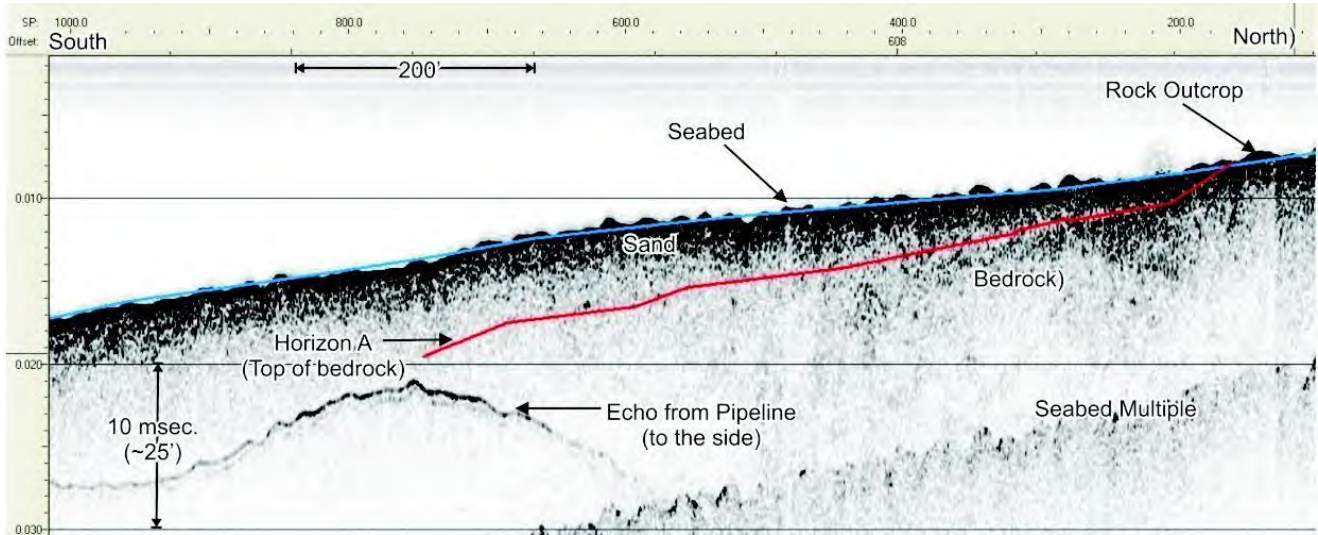 SP: 1000.0 800.0 600.0 400.0 200.0
Offset: 608
South North)
200'
Rock Outcrop
Seabed
0.010
Sand
Bedrock)
Horizon A
(Top of bedrock)
0.020
Echo from Pipeline
(to the side)
Seabed Multiple
10 msec.
(~25')
0.030